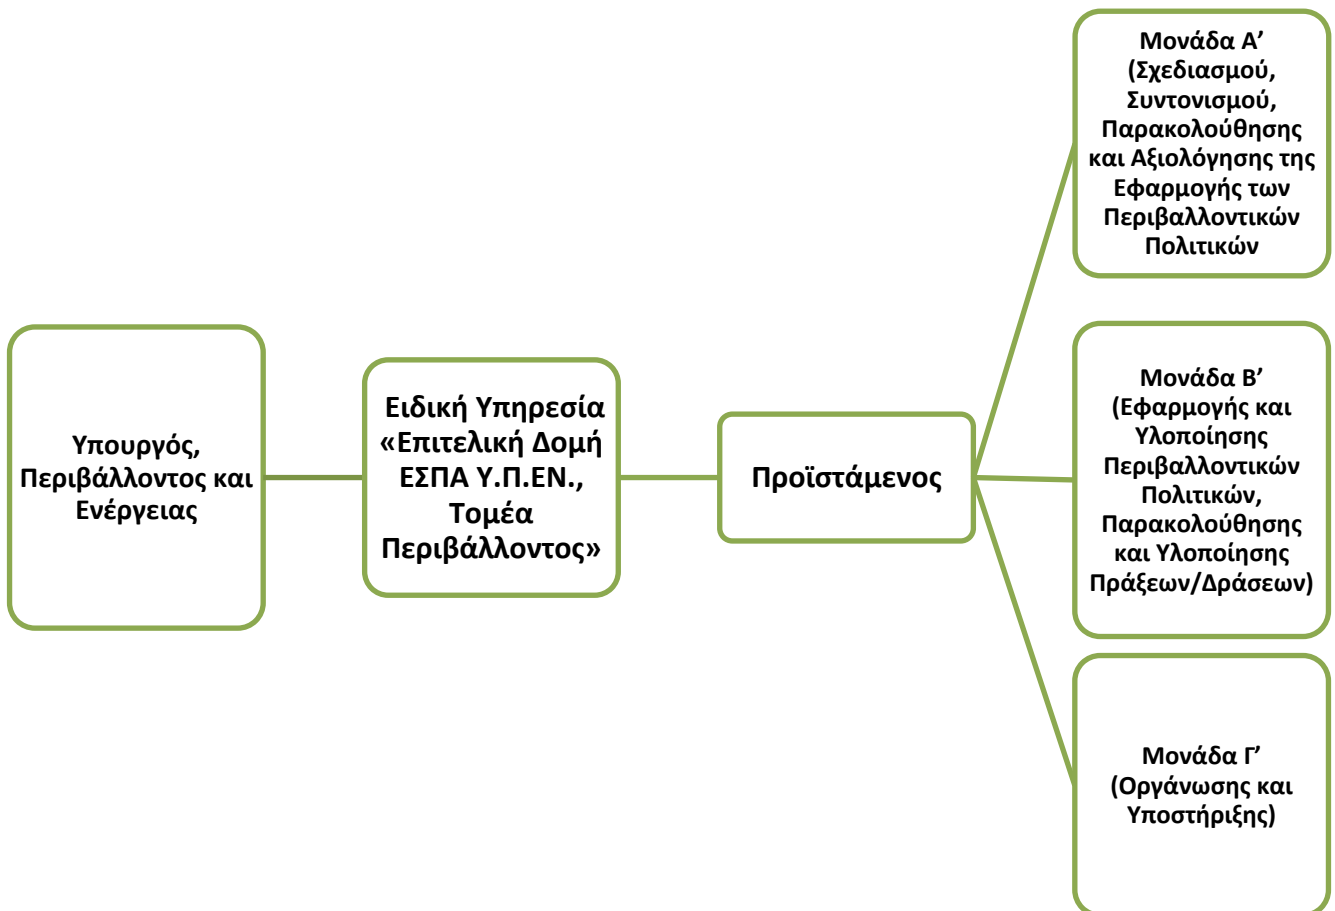 Υπουργός,
Περιβάλλοντος και
Ενέργειας
Ειδική Υπηρεσία
«Επιτελική Δομή
ΕΣΠΑ Υ.Π.ΕΝ.,
Τομέα
Περιβάλλοντος»
Προϊστάμενος
Μονάδα Α’
(Σχεδιασμού,
Συντονισμού,
Παρακολούθησης
και Αξιολόγησης της
Εφαρμογής των
Περιβαλλοντικών
Πολιτικών
Μονάδα Β’
(Εφαρμογής και
Υλοποίησης
Περιβαλλοντικών
Πολιτικών,
Παρακολούθησης
και Υλοποίησης
Πράξεων/Δράσεων)
Μονάδα Γ’
(Οργάνωσης και
Υποστήριξης)